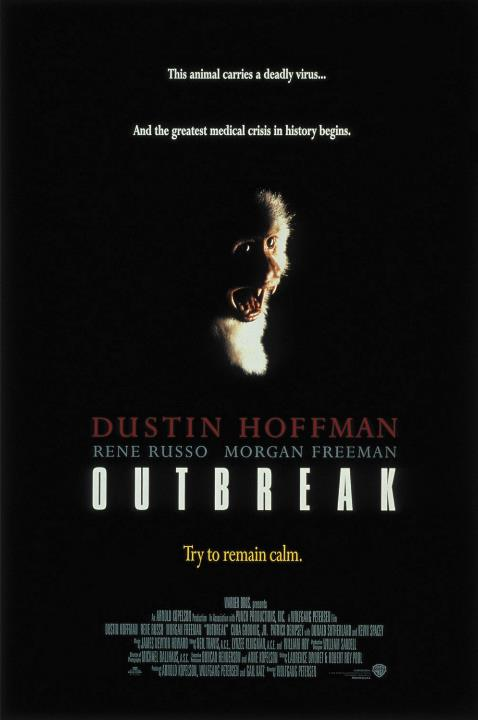 This animal carries a deadly virus...
And the greatest medical crisis in history begins.
DUSTIN HOFFMAN
RENE RUSSO MORGAN FREEMAN
OUTBREAK
Try to remain calm.
WARNER BROS. presents
An ARNOLD KOPELSON Production In Association with PUNCH PRODUCTIONS, INC. A WOLFGANG PETERSEN Film
DUSTIN HOFFMAN RENE RUSSO MORGAN FREEMAN "OUTBREAK" CUBA GOODING, JR. PATRICK DEMPSEY with DONALD SUTHERLAND and KEVIN SPACEY
Music by JAMES NEWTON HOWARD Edited by NEIL TRAVIS, A.C.E. LYNZEE KLINGMAN, A.C.E. and WILLIAM HOY Production Designer WILLIAM SANDELL
Director of Photography MICHAEL BALLHAUS, A.S.C. Executive Producers DUNCAN HENDERSON and ANNE KOPELSON Written by LAURENCE DWORET & ROBERT ROY POOL
Produced by ARNOLD KOPELSON, WOLFGANG PETERSEN and GAIL KATZ Directed by WOLFGANG PETERSEN